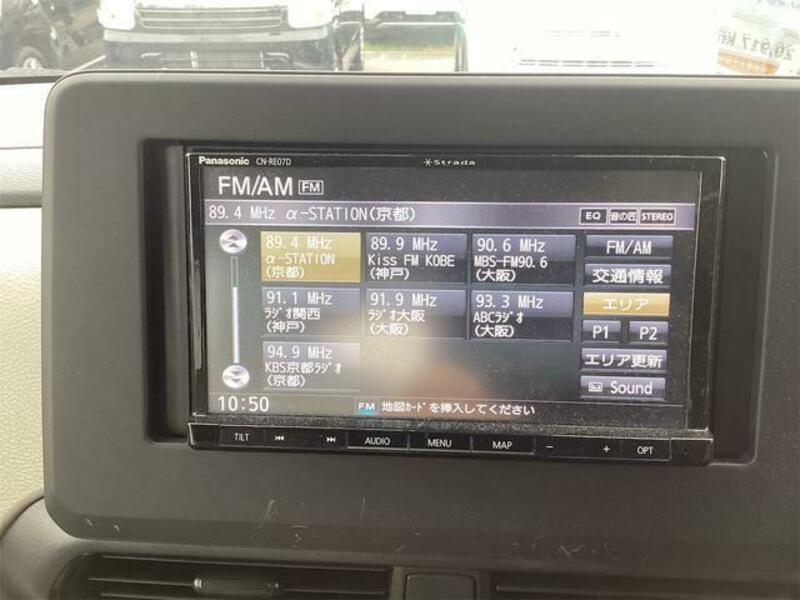 20,917
Panasonic CN-RE07D Strada
FM/AM FM
89.4 MHz α-STATION(京都) EQ 音の匠 STEREO
89.4 MHz
α-STATION
(京都)
89.9 MHz
Kiss FM KOBE
(神戸)
90.6 MHz
MBS-FM90.6
(大阪)
FM/AM
交通情報
91.1 MHz
ラジオ関西
(神戸)
91.9 MHz
ラジオ大阪
(大阪)
93.3 MHz
ABCラジオ
(大阪)
エリア
P1 P2
94.9 MHz
KBS京都ラジオ
(京都)
エリア更新
Sound
10:50 FM 地図カードを挿入してください
TILT AUDIO MENU MAP - + OPT